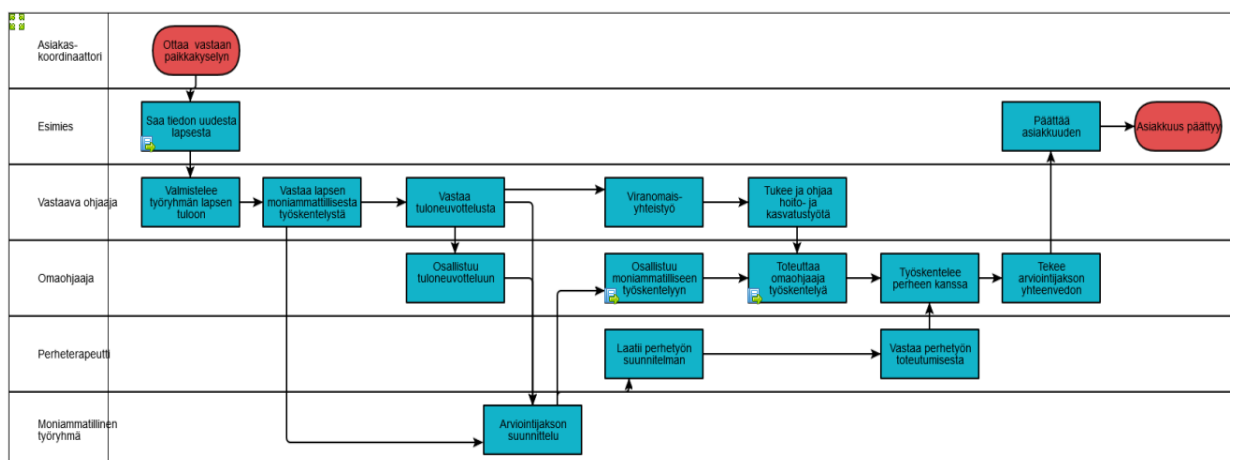 Asiakas-
koordinaattori
Ottaa vastaan
paikkakyselyn
Esimies
Saa tiedon uudesta
lapsesta
Päättää
asiakkuuden
Asiakkuus päättyy
Vastaava ohjaaja
Valmistelee
työryhmän lapsen
tuloon
Vastaa lapsen
moniammattillisesta
työskentelystä
Vastaa
tuloneuvottelusta
Viranomais-
yhteistyö
Tukee ja ohjaa
hoito- ja
kasvatustyötä
Omaohjaaja
Osallistuu
tuloneuvotteluun
Osallistuu
moniammatilliseen
työskentelyyn
Toteuttaa
omaohjaaja
työskentelyä
Työskentelee
perheen kanssa
Tekee
arviointijakson
yhteenvedon
Perheterapeutti
Laatii perhetyön
suunnitelman
Vastaa perhetyön
toteutumisesta
Moniammatillinen
työryhmä
Arviointijakson
suunnittelu